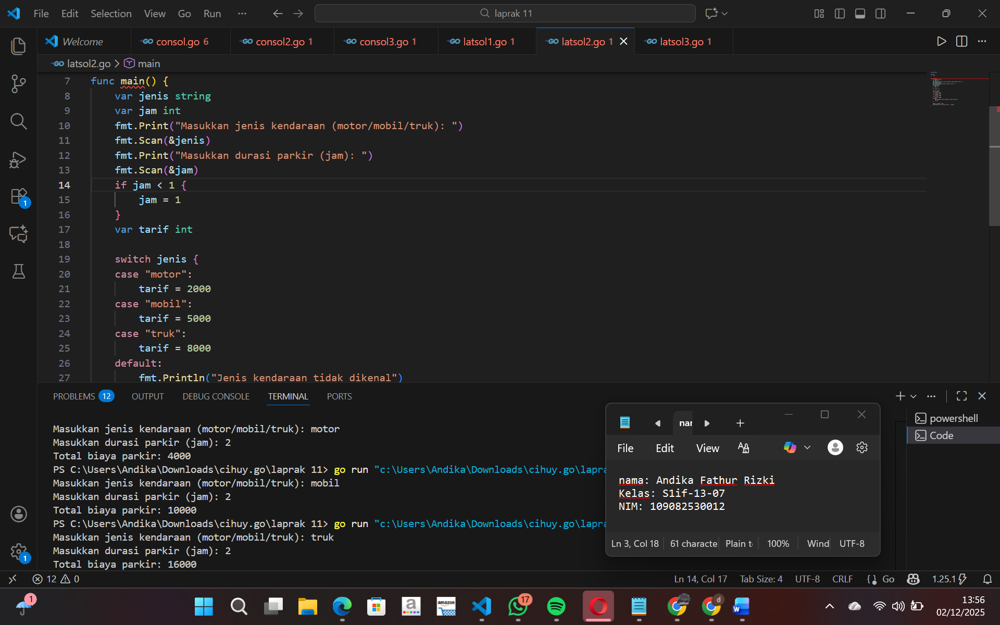 File Edit Selection View Go Run ···
laprak 11
Welcome
consol.go 6
consol2.go 1
consol3.go 1
latsol1.go 1
latsol2.go 1
latsol3.go 1
latsol2.go > main
7 func main() {
8 var jenis string
9 var jam int
10 fmt.Print("Masukkan jenis kendaraan (motor/mobil/truk): ")
11 fmt.Scan(&jenis)
12 fmt.Print("Masukkan durasi parkir (jam): ")
13 fmt.Scan(&jam)
14 if jam < 1 {
15 jam = 1
16 }
17 var tarif int
18
19 switch jenis {
20 case "motor":
21 tarif = 2000
22 case "mobil":
23 tarif = 5000
24 case "truk":
25 tarif = 8000
26 default:
27 fmt.Println("Jenis kendaraan tidak dikenal")
PROBLEMS 12 OUTPUT DEBUG CONSOLE TERMINAL PORTS
powershell
Code
Masukkan jenis kendaraan (motor/mobil/truk): motor
Masukkan durasi parkir (jam): 2
Total biaya parkir: 4000
PS C:\Users\Andika\Downloads\cihuy.go\laprak 11> go run "c:\Users\Andika\Downloads\cihuy.go\lapra
Masukkan jenis kendaraan (motor/mobil/truk): mobil
Masukkan durasi parkir (jam): 2
Total biaya parkir: 10000
PS C:\Users\Andika\Downloads\cihuy.go\laprak 11> go run "c:\Users\Andika\Downloads\cihuy.go\lapra
Masukkan jenis kendaraan (motor/mobil/truk): truk
Masukkan durasi parkir (jam): 2
Total biaya parkir: 16000
nar
File Edit View
nama: Andika Fathur Rizki
Kelas: S1if-13-07
NIM: 109082530012
Ln 3, Col 18 61 characte Plain t 100% Wind UTF-8
1
1
12 0
Ln 14, Col 17 Tab Size: 4 UTF-8 CRLF {} Go 1.25.1
1
a
amazon
17
d
W
13:56
02/12/2025